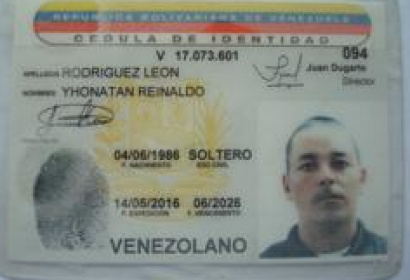 REPUBLICA BOLIVARIANA DE VENEZUELA
CEDULA DE IDENTIDAD
V 17.073.601 094
APELLIDOS RODRIGUEZ LEON Juan Dugarte
Director
NOMBRES YHONATAN REINALDO
04/06/1986 SOLTERO
F. NACIMIENTO EDO CIVIL
14/05/2016 06/2026
F. EXPEDICION F. VENCIMIENTO
VENEZOLANO